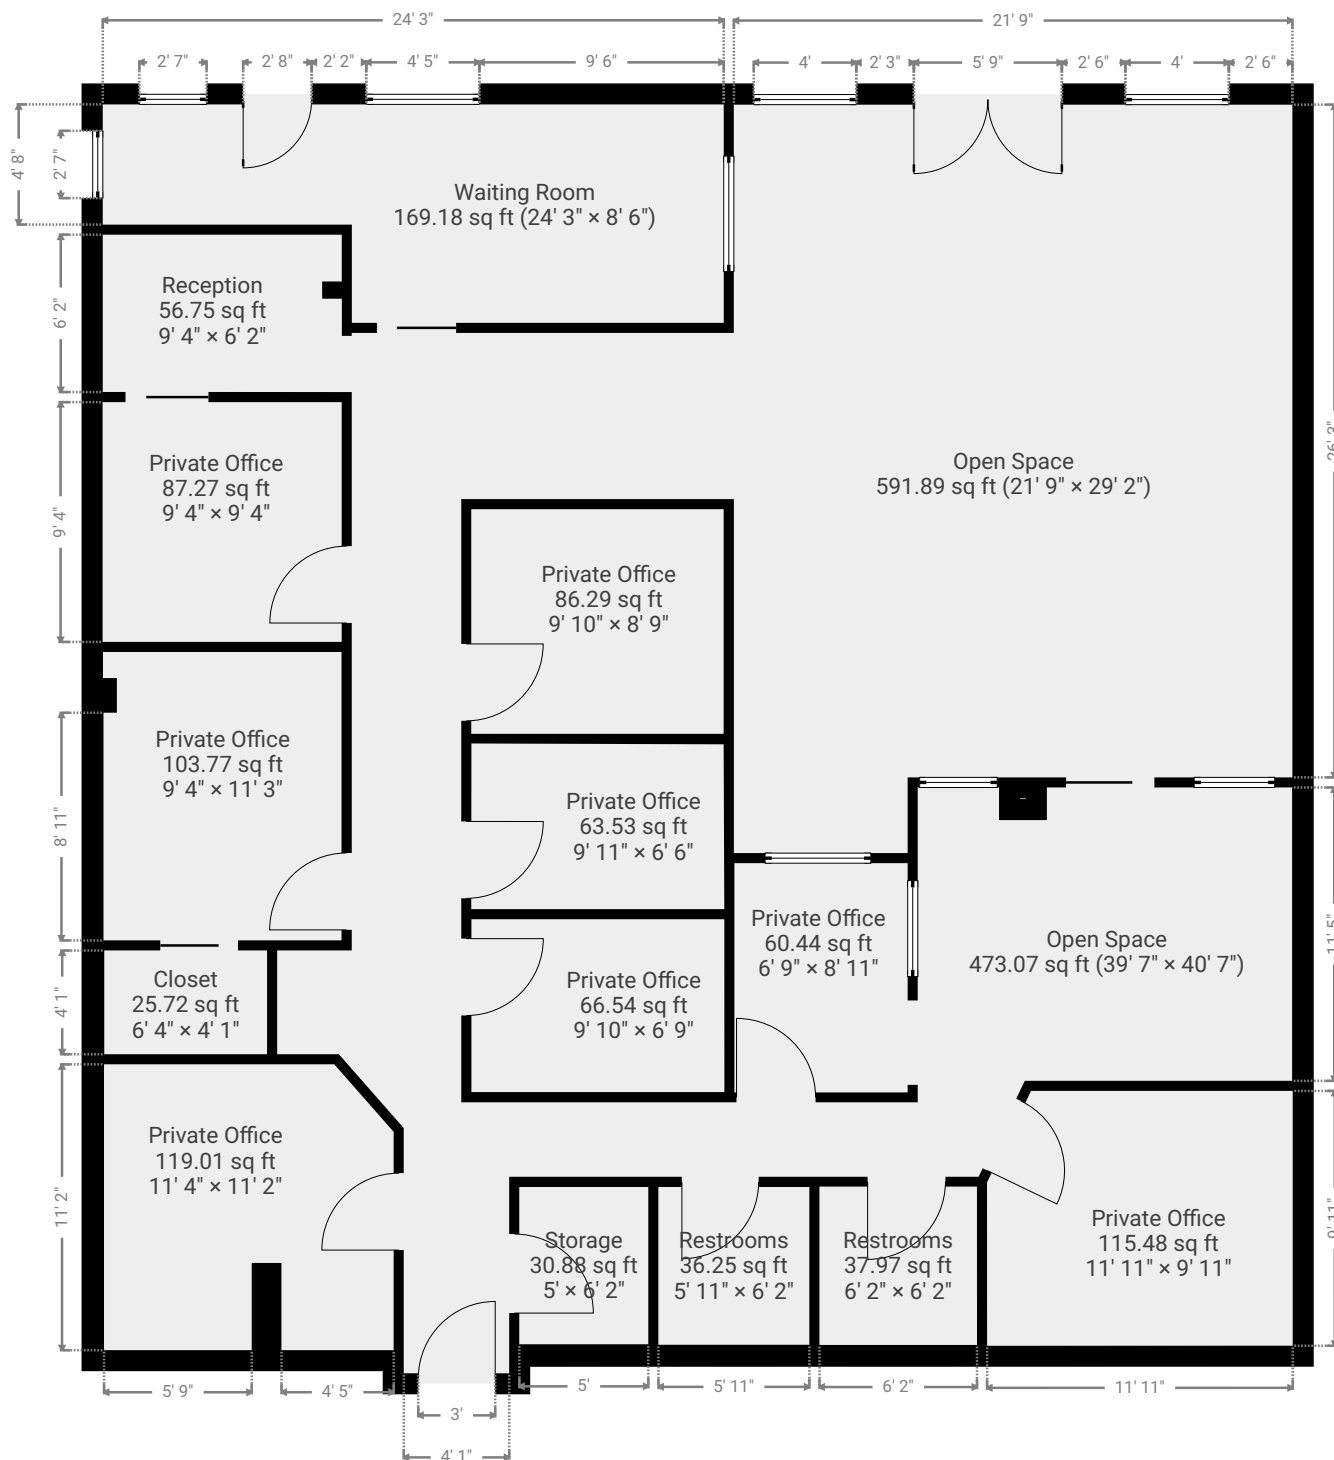 24' 3"
21' 9"
2' 7"
2' 8"
2' 2"
4' 5"
9' 6"
4'
2' 3"
5' 9"
2' 6"
4'
2' 6"
4' 8"
2' 7"
Waiting Room
169.18 sq ft (24' 3" × 8' 6")
6' 2"
Reception
56.75 sq ft
9' 4" × 6' 2"
26' 3"
9' 4"
Private Office
87.27 sq ft
9' 4" × 9' 4"
Open Space
591.89 sq ft (21' 9" × 29' 2")
Private Office
86.29 sq ft
9' 10" × 8' 9"
8' 11"
Private Office
103.77 sq ft
9' 4" × 11' 3"
Private Office
63.53 sq ft
9' 11" × 6' 6"
Private Office
60.44 sq ft
6' 9" × 8' 11"
Open Space
473.07 sq ft (39' 7" × 40' 7")
11' 5"
4' 1"
Closet
25.72 sq ft
6' 4" × 4' 1"
Private Office
66.54 sq ft
9' 10" × 6' 9"
11' 2"
Private Office
119.01 sq ft
11' 4" × 11' 2"
Storage
30.88 sq ft
5' × 6' 2"
Restrooms
36.25 sq ft
5' 11" × 6' 2"
Restrooms
37.97 sq ft
6' 2" × 6' 2"
Private Office
115.48 sq ft
11' 11" × 9' 11"
9' 11"
5' 9"
4' 5"
5'
5' 11"
6' 2"
11' 11"
3'
4' 1"